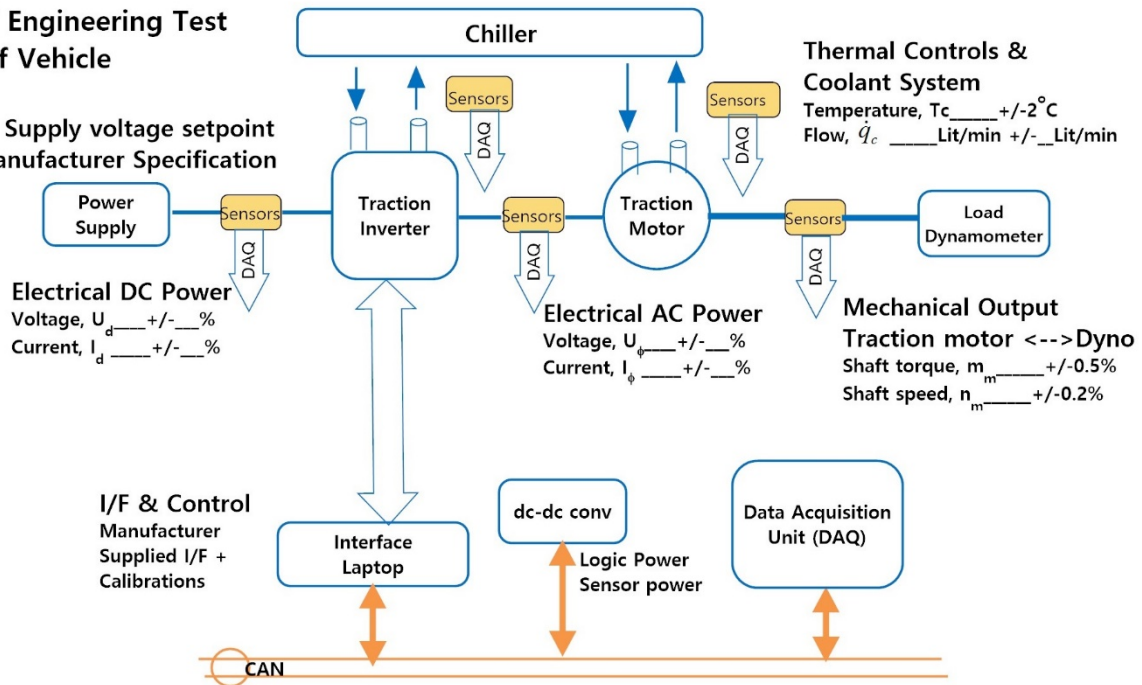 Engineering Test
f Vehicle
Supply voltage setpoint
anufacturer Specification
Chiller
Thermal Controls &
Coolant System
Temperature, Tc_____+/-2°C
Flow, q̇c _____Lit/min +/-__Lit/min
Sensors
DAQ
Sensors
DAQ
Power
Supply
Sensors
DAQ
Traction
Inverter
Sensors
DAQ
Traction
Motor
Sensors
DAQ
Load
Dynamometer
Electrical DC Power
Voltage, Ud____+/-___%
Current, Id _____+/-___%
Electrical AC Power
Voltage, Uϕ____+/-___%
Current, Iϕ _____+/-___%
Mechanical Output
Traction motor <-->Dyno
Shaft torque, mm______+/-0.5%
Shaft speed, nm______+/-0.2%
I/F & Control
Manufacturer
Supplied I/F +
Calibrations
Interface
Laptop
dc-dc conv
Logic Power
Sensor power
Data Acquisition
Unit (DAQ)
CAN